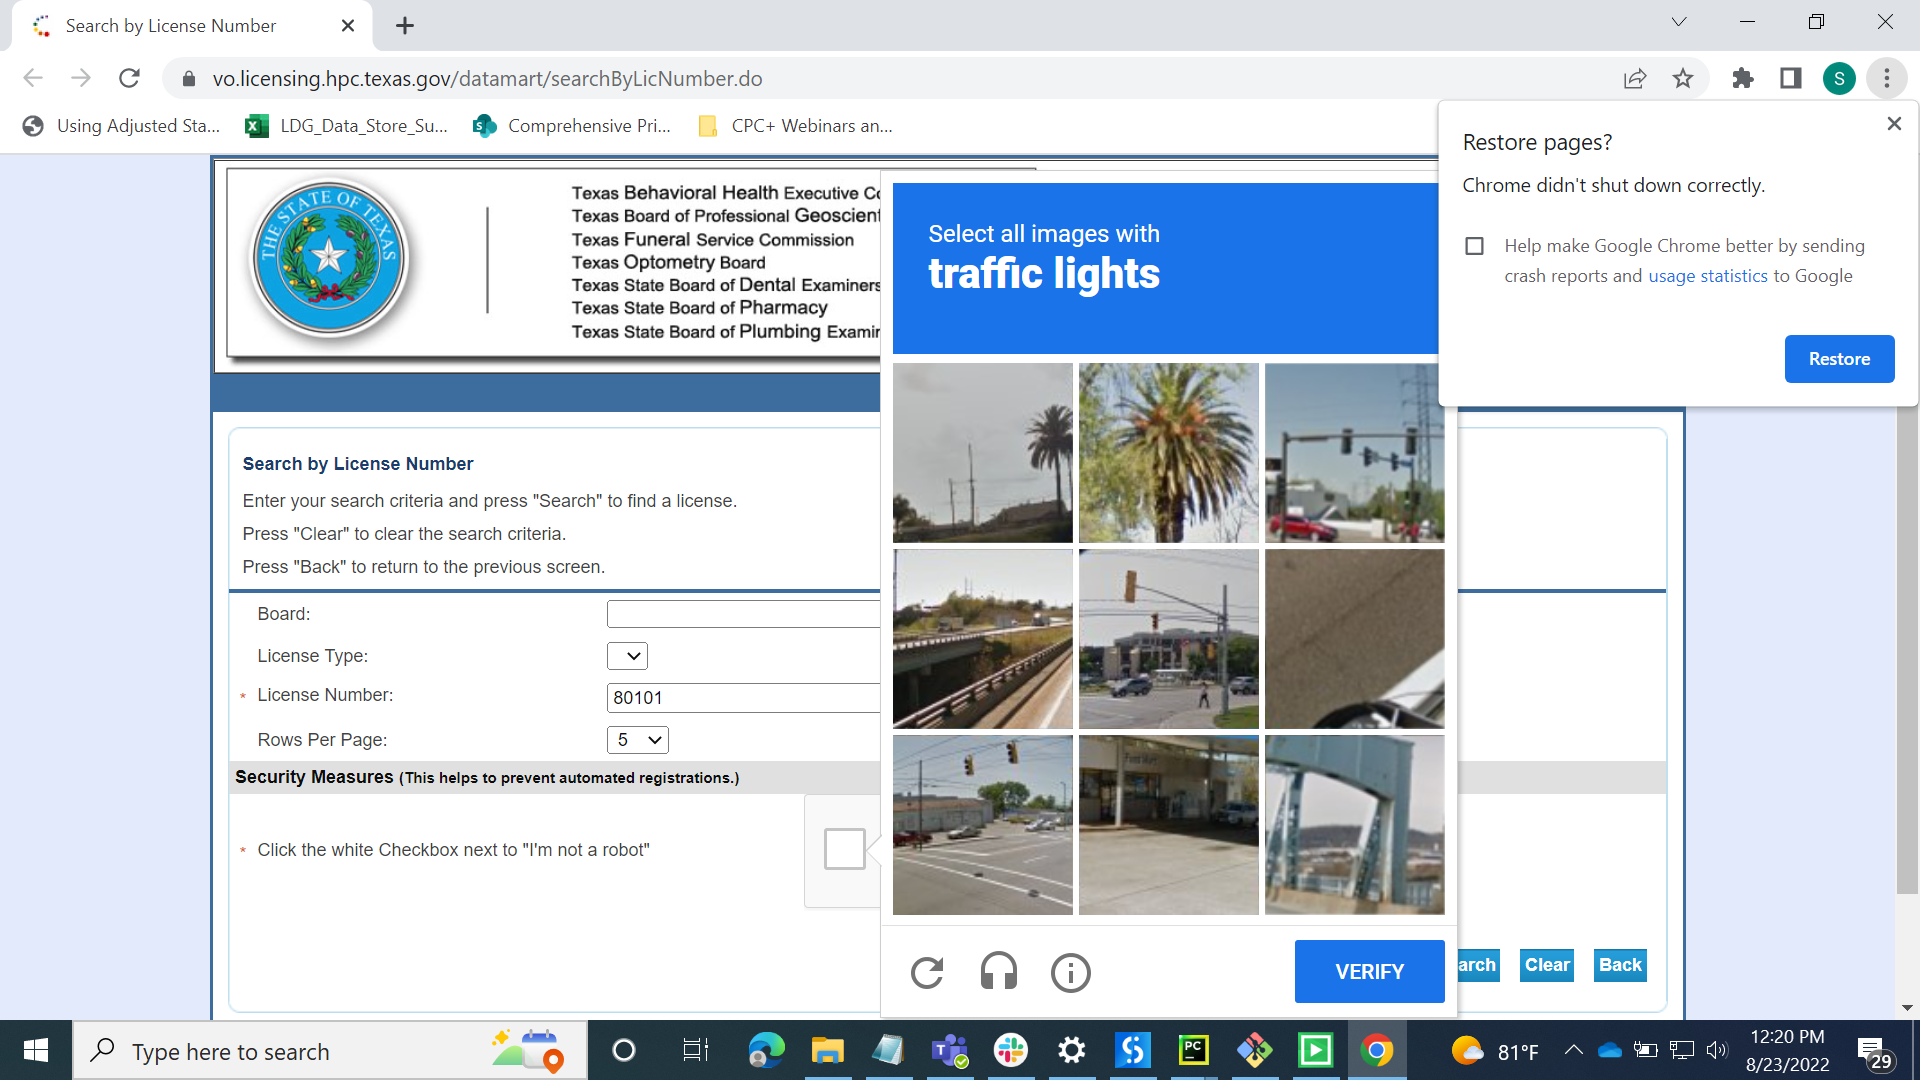 Search by License Number
vo.licensing.hpc.texas.gov/datamart/searchByLicNumber.do
S
Using Adjusted Sta...
LDG_Data_Store_Su...
Comprehensive Pri...
CPC+ Webinars an...
Restore pages?
Chrome didn't shut down correctly.
Help make Google Chrome better by sending
crash reports and usage statistics to Google
Restore
THE STATE OF TEXAS
Texas Behavioral Health Executive Co
Texas Board of Professional Geoscient
Texas Funeral Service Commission
Texas Optometry Board
Texas State Board of Dental Examiners
Texas State Board of Pharmacy
Texas State Board of Plumbing Examin
Select all images with
traffic lights
Search by License Number
Enter your search criteria and press "Search" to find a license.
Press "Clear" to clear the search criteria.
Press "Back" to return to the previous screen.
Board:
License Type:
* License Number:
80101
Rows Per Page:
5
Security Measures (This helps to prevent automated registrations.)
* Click the white Checkbox next to "I'm not a robot"
VERIFY
arch
Clear
Back
Type here to search
PC
81°F
12:20 PM
8/23/2022
29